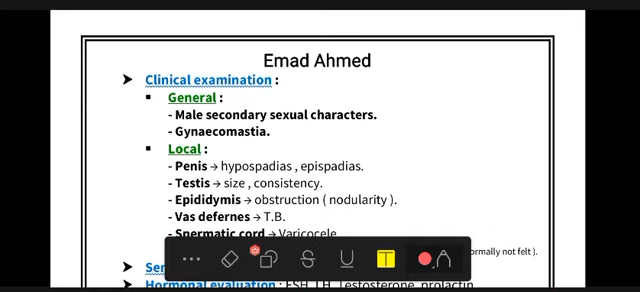 Emad Ahmed
➤ Clinical examination :
▪ General :
- Male secondary sexual characters.
- Gynaecomastia.
▪ Local :
- Penis → hypospadias , epispadias.
- Testis → size , consistency.
- Epididymis → obstruction ( nodularity ).
- Vas defernes → T.B.
- Spermatic cord → Varicocele
ormally not felt ).
➤ Ser
➤ Hormonal evaluation : FSH, LH, Testosterone, prolactin